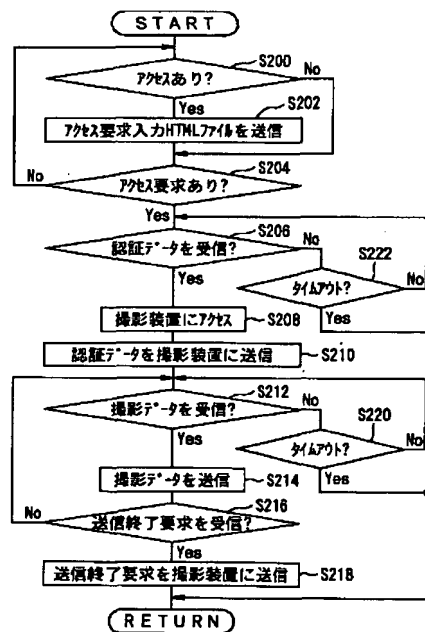 START
S200
アクセスあり?
No
Yes
S202
アクセス要求入力HTMLファイルを送信
S204
No
アクセス要求あり?
Yes
S206
認証データを受信?
No
S222
Yes
タイムアウト?
No
Yes
撮影装置にアクセス
S208
認証データを撮影装置に送信
S210
S212
撮影データを受信?
No
S220
Yes
タイムアウト?
No
Yes
撮影データを送信
S214
S216
No
送信終了要求を受信?
Yes
送信終了要求を撮影装置に送信
S218
RETURN